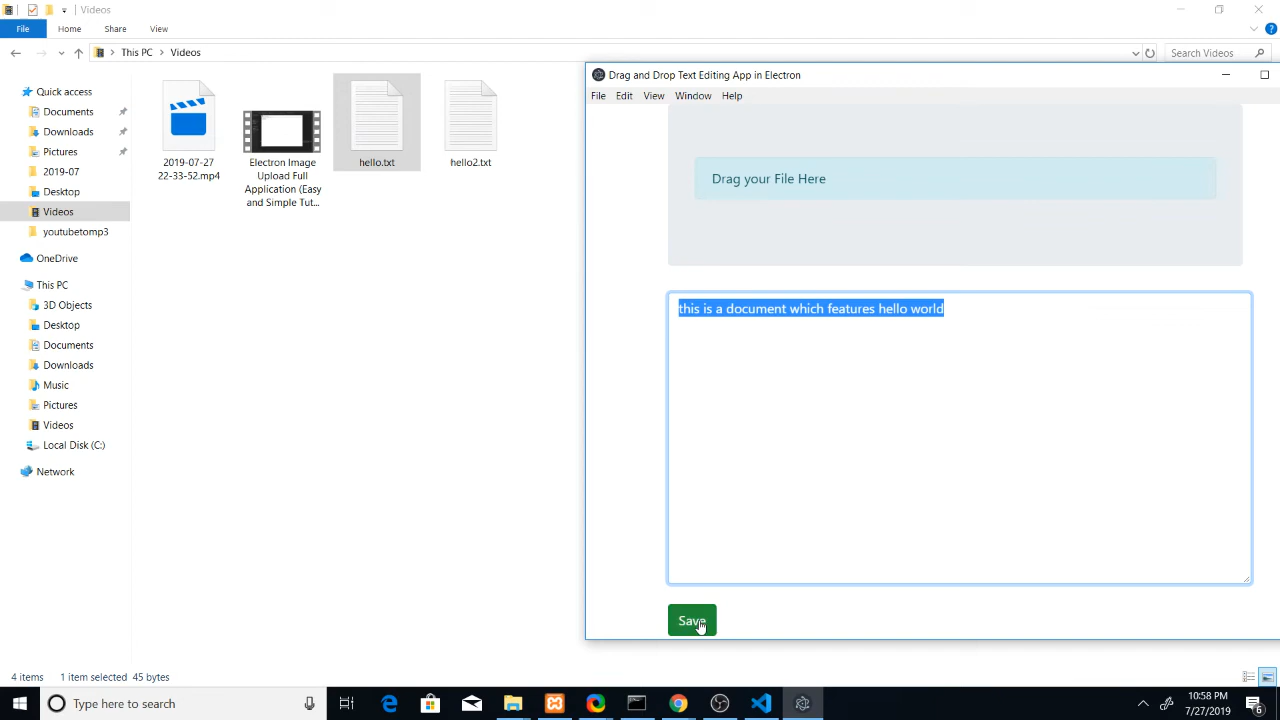 Videos
File
Home
Share
View
This PC
Videos
Search Videos
Quick access
Documents
Downloads
Pictures
2019-07
Desktop
Videos
youtubetomp3
OneDrive
This PC
3D Objects
Desktop
Documents
Downloads
Music
Pictures
Videos
Local Disk (C:)
Network
2019-07-27
22-33-52.mp4
Electron Image
Upload Full
Application (Easy
and Simple Tut...
hello.txt
hello2.txt
Drag and Drop Text Editing App in Electron
File
Edit
View
Window
Help
Drag your File Here
this is a document which features hello world
Save
4 items
1 item selected
45 bytes
Type here to search
10:58 PM
7/27/2019
6